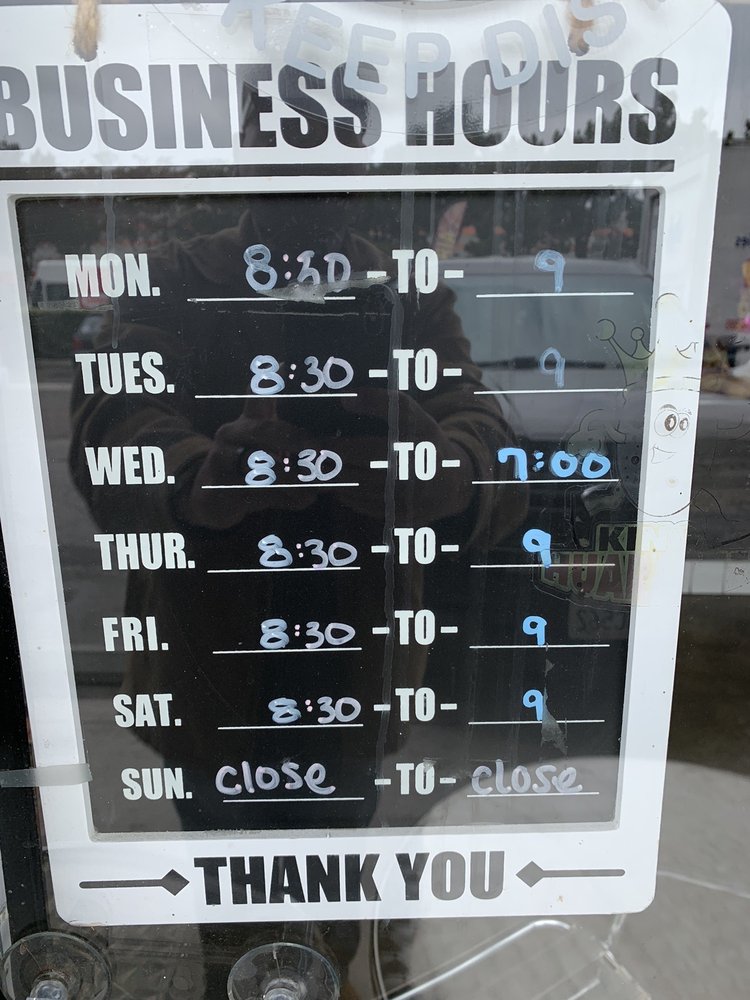 KEEP DIS
BUSINESS HOURS
MON. 8:30 -TO- 9
TUES. 8:30 -TO- 9
WED. 8:30 -TO- 7:00
THUR. 8:30 -TO- 9
FRI. 8:30 -TO- 9
SAT. 8:30 -TO- 9
SUN. close -TO- close
THANK YOU